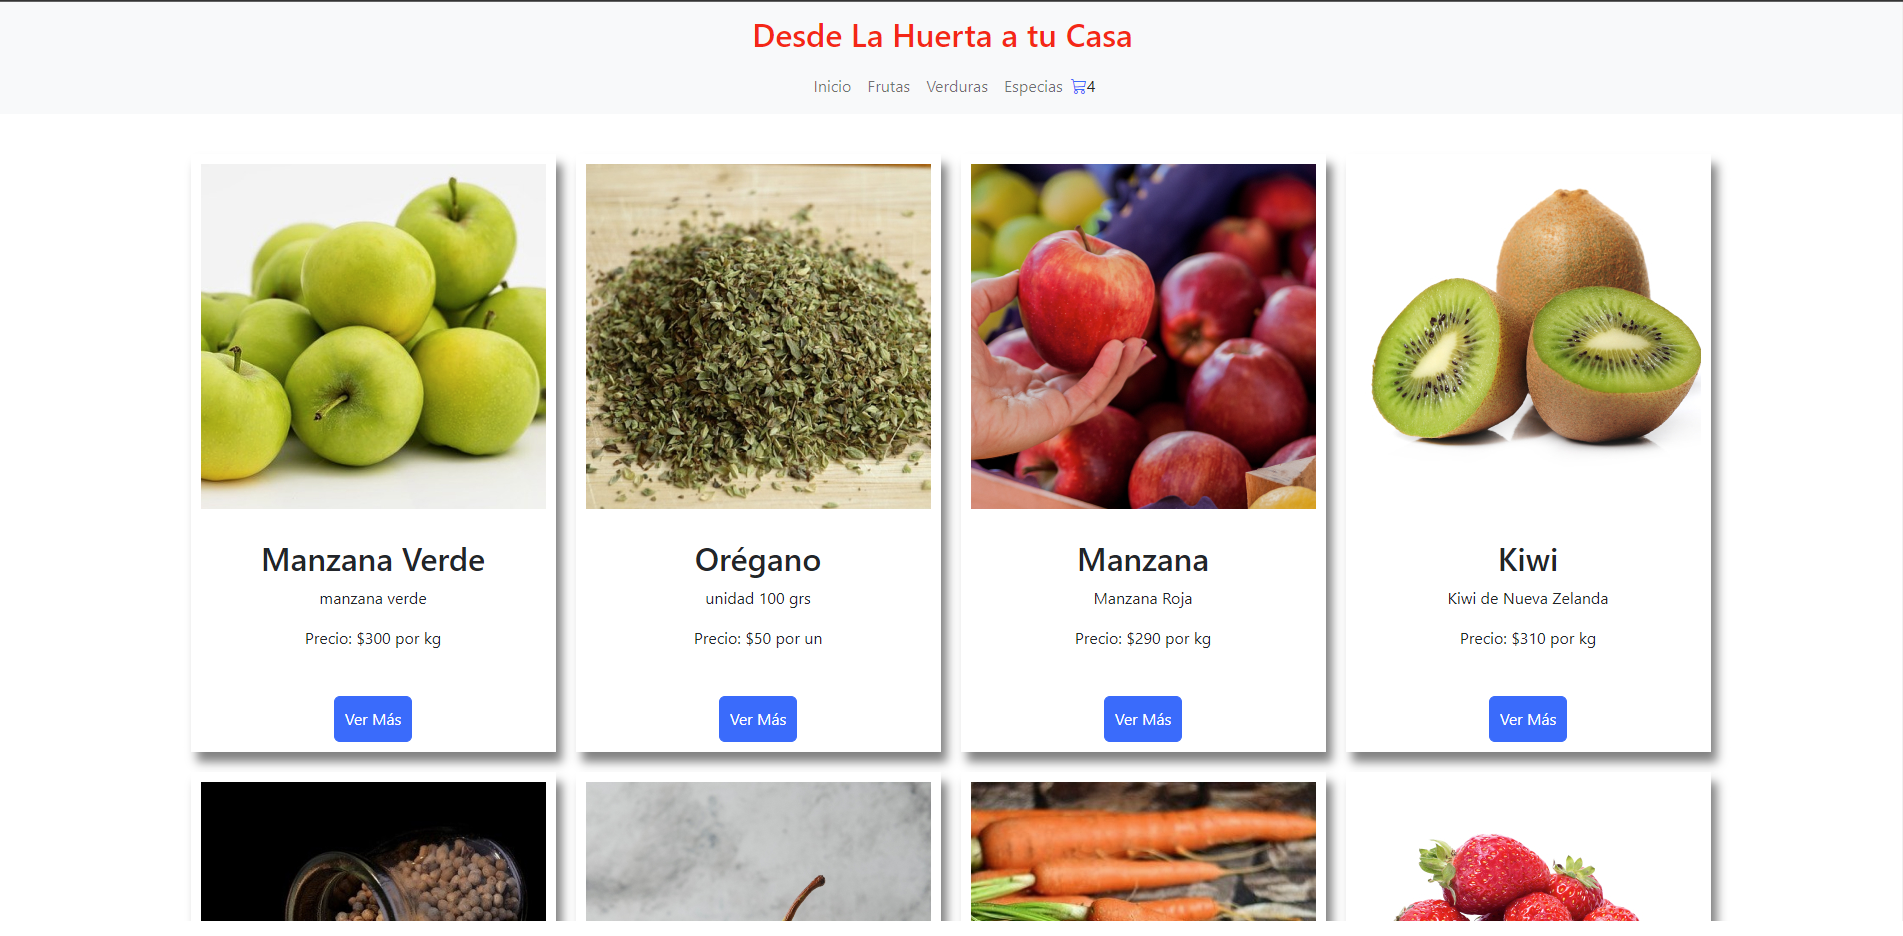 Desde La Huerta a tu Casa
Inicio Frutas Verduras Especias 4
Manzana Verde
manzana verde
Precio: $300 por kg
Ver Más
Orégano
unidad 100 grs
Precio: $50 por un
Ver Más
Manzana
Manzana Roja
Precio: $290 por kg
Ver Más
Kiwi
Kiwi de Nueva Zelanda
Precio: $310 por kg
Ver Más